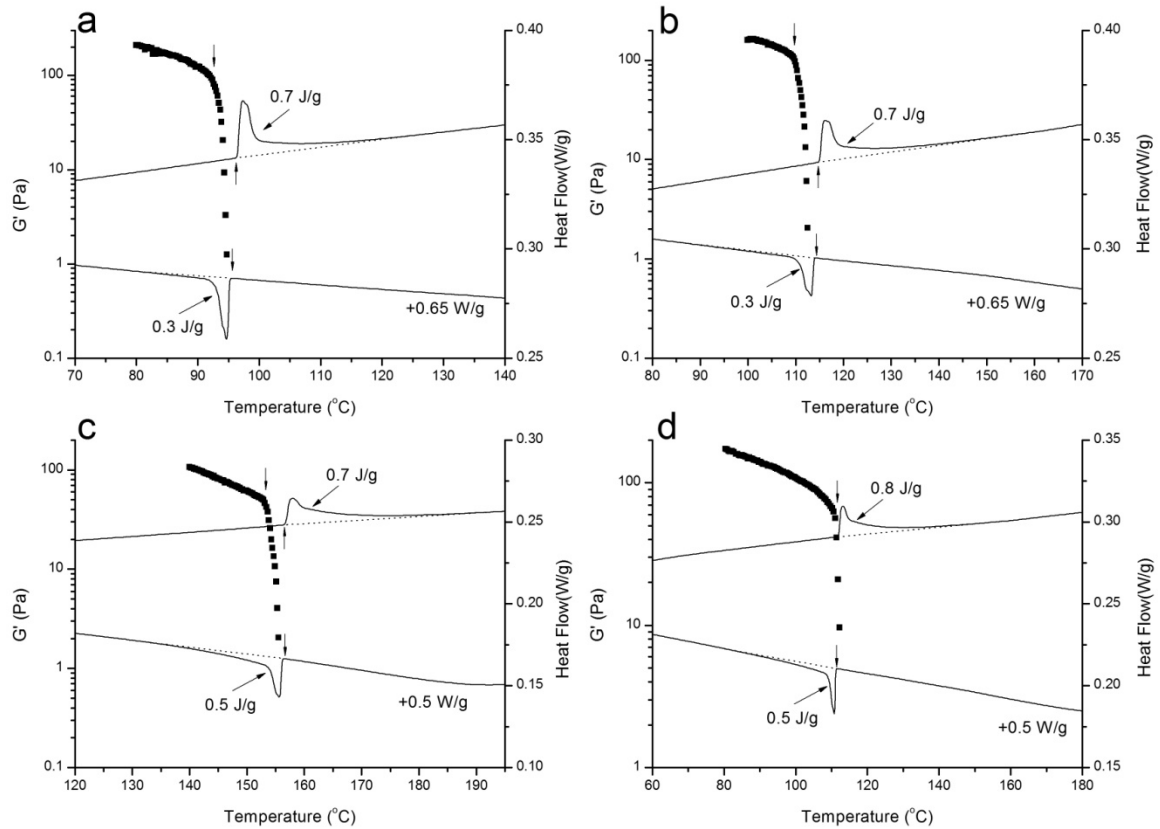 a
100
10
1
0.1
G' (Pa)
0.40
0.35
0.30
0.25
Heat Flow(W/g)
0.7 J/g
0.3 J/g
+0.65 W/g
70 80 90 100 110 120 130 140
Temperature (°C)
b
100
10
1
0.1
G' (Pa)
0.40
0.35
0.30
0.25
Heat Flow(W/g)
0.7 J/g
0.3 J/g
+0.65 W/g
80 90 100 110 120 130 140 150 160 170
Temperature (°C)
c
100
10
1
0.1
G' (Pa)
0.30
0.25
0.20
0.15
0.10
Heat Flow(W/g)
0.7 J/g
0.5 J/g
+0.5 W/g
120 130 140 150 160 170 180 190
Temperature (°C)
d
100
10
1
G' (Pa)
0.35
0.30
0.25
0.20
0.15
Heat Flow(W/g)
0.8 J/g
0.5 J/g
+0.5 W/g
60 80 100 120 140 160 180
Temperature (°C)